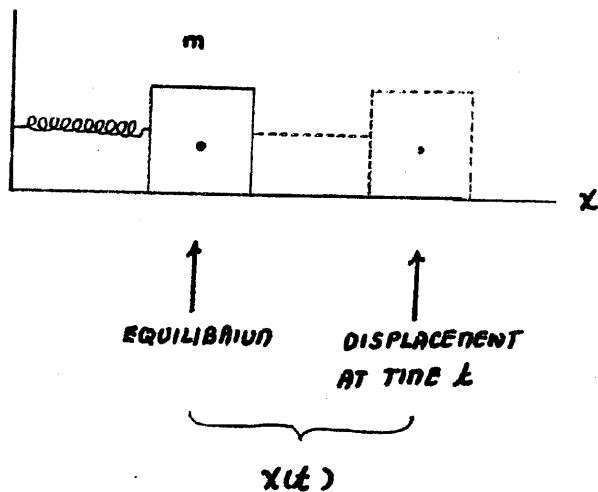 m
x
EQUILIBRIUM
DISPLACEMENT
AT TIME t
x(t)